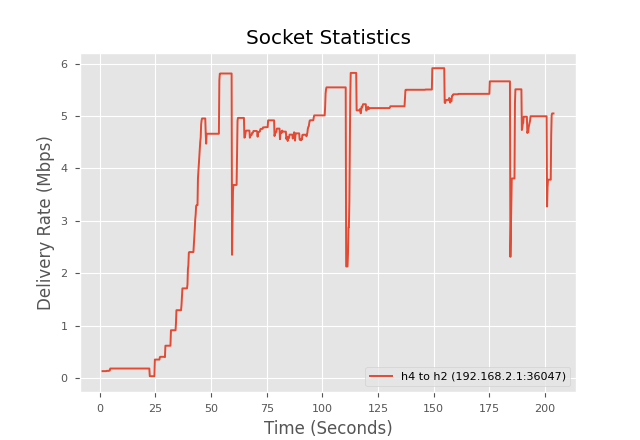 Socket Statistics
6
5
4
3
2
1
0
Delivery Rate (Mbps)
h4 to h2 (192.168.2.1:36047)
0 25 50 75 100 125 150 175 200
Time (Seconds)